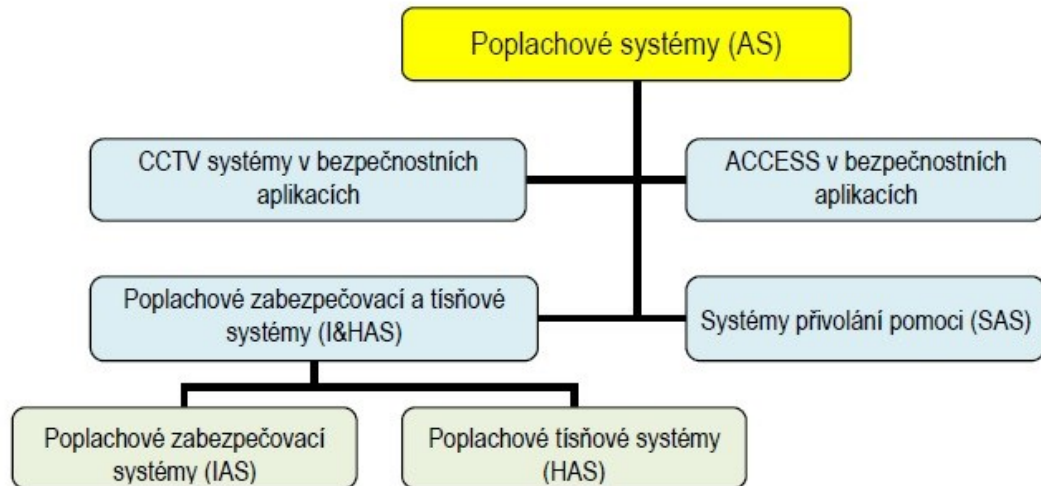 Poplachové systémy (AS)
CCTV systémy v bezpečnostních
aplikacích
ACCESS v bezpečnostních
aplikacích
Poplachové zabezpečovací a tísňové
systémy (I&HAS)
Systémy přivolání pomoci (SAS)
Poplachové zabezpečovací
systémy (IAS)
Poplachové tísňové systémy
(HAS)